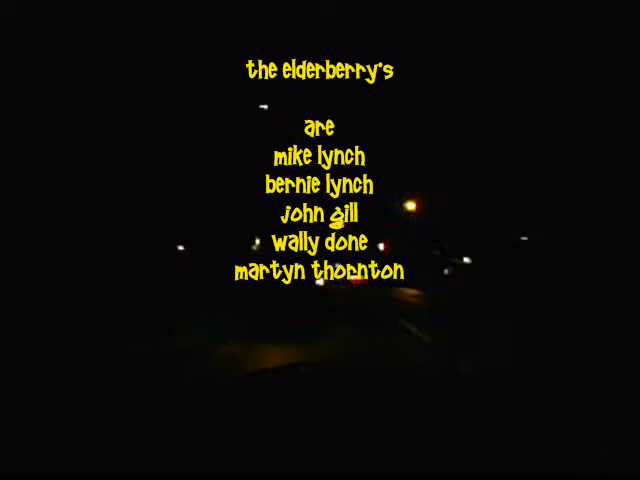 the elderberry's
are
mike lynch
bernie lynch
john gill
wally done
martyn thornton